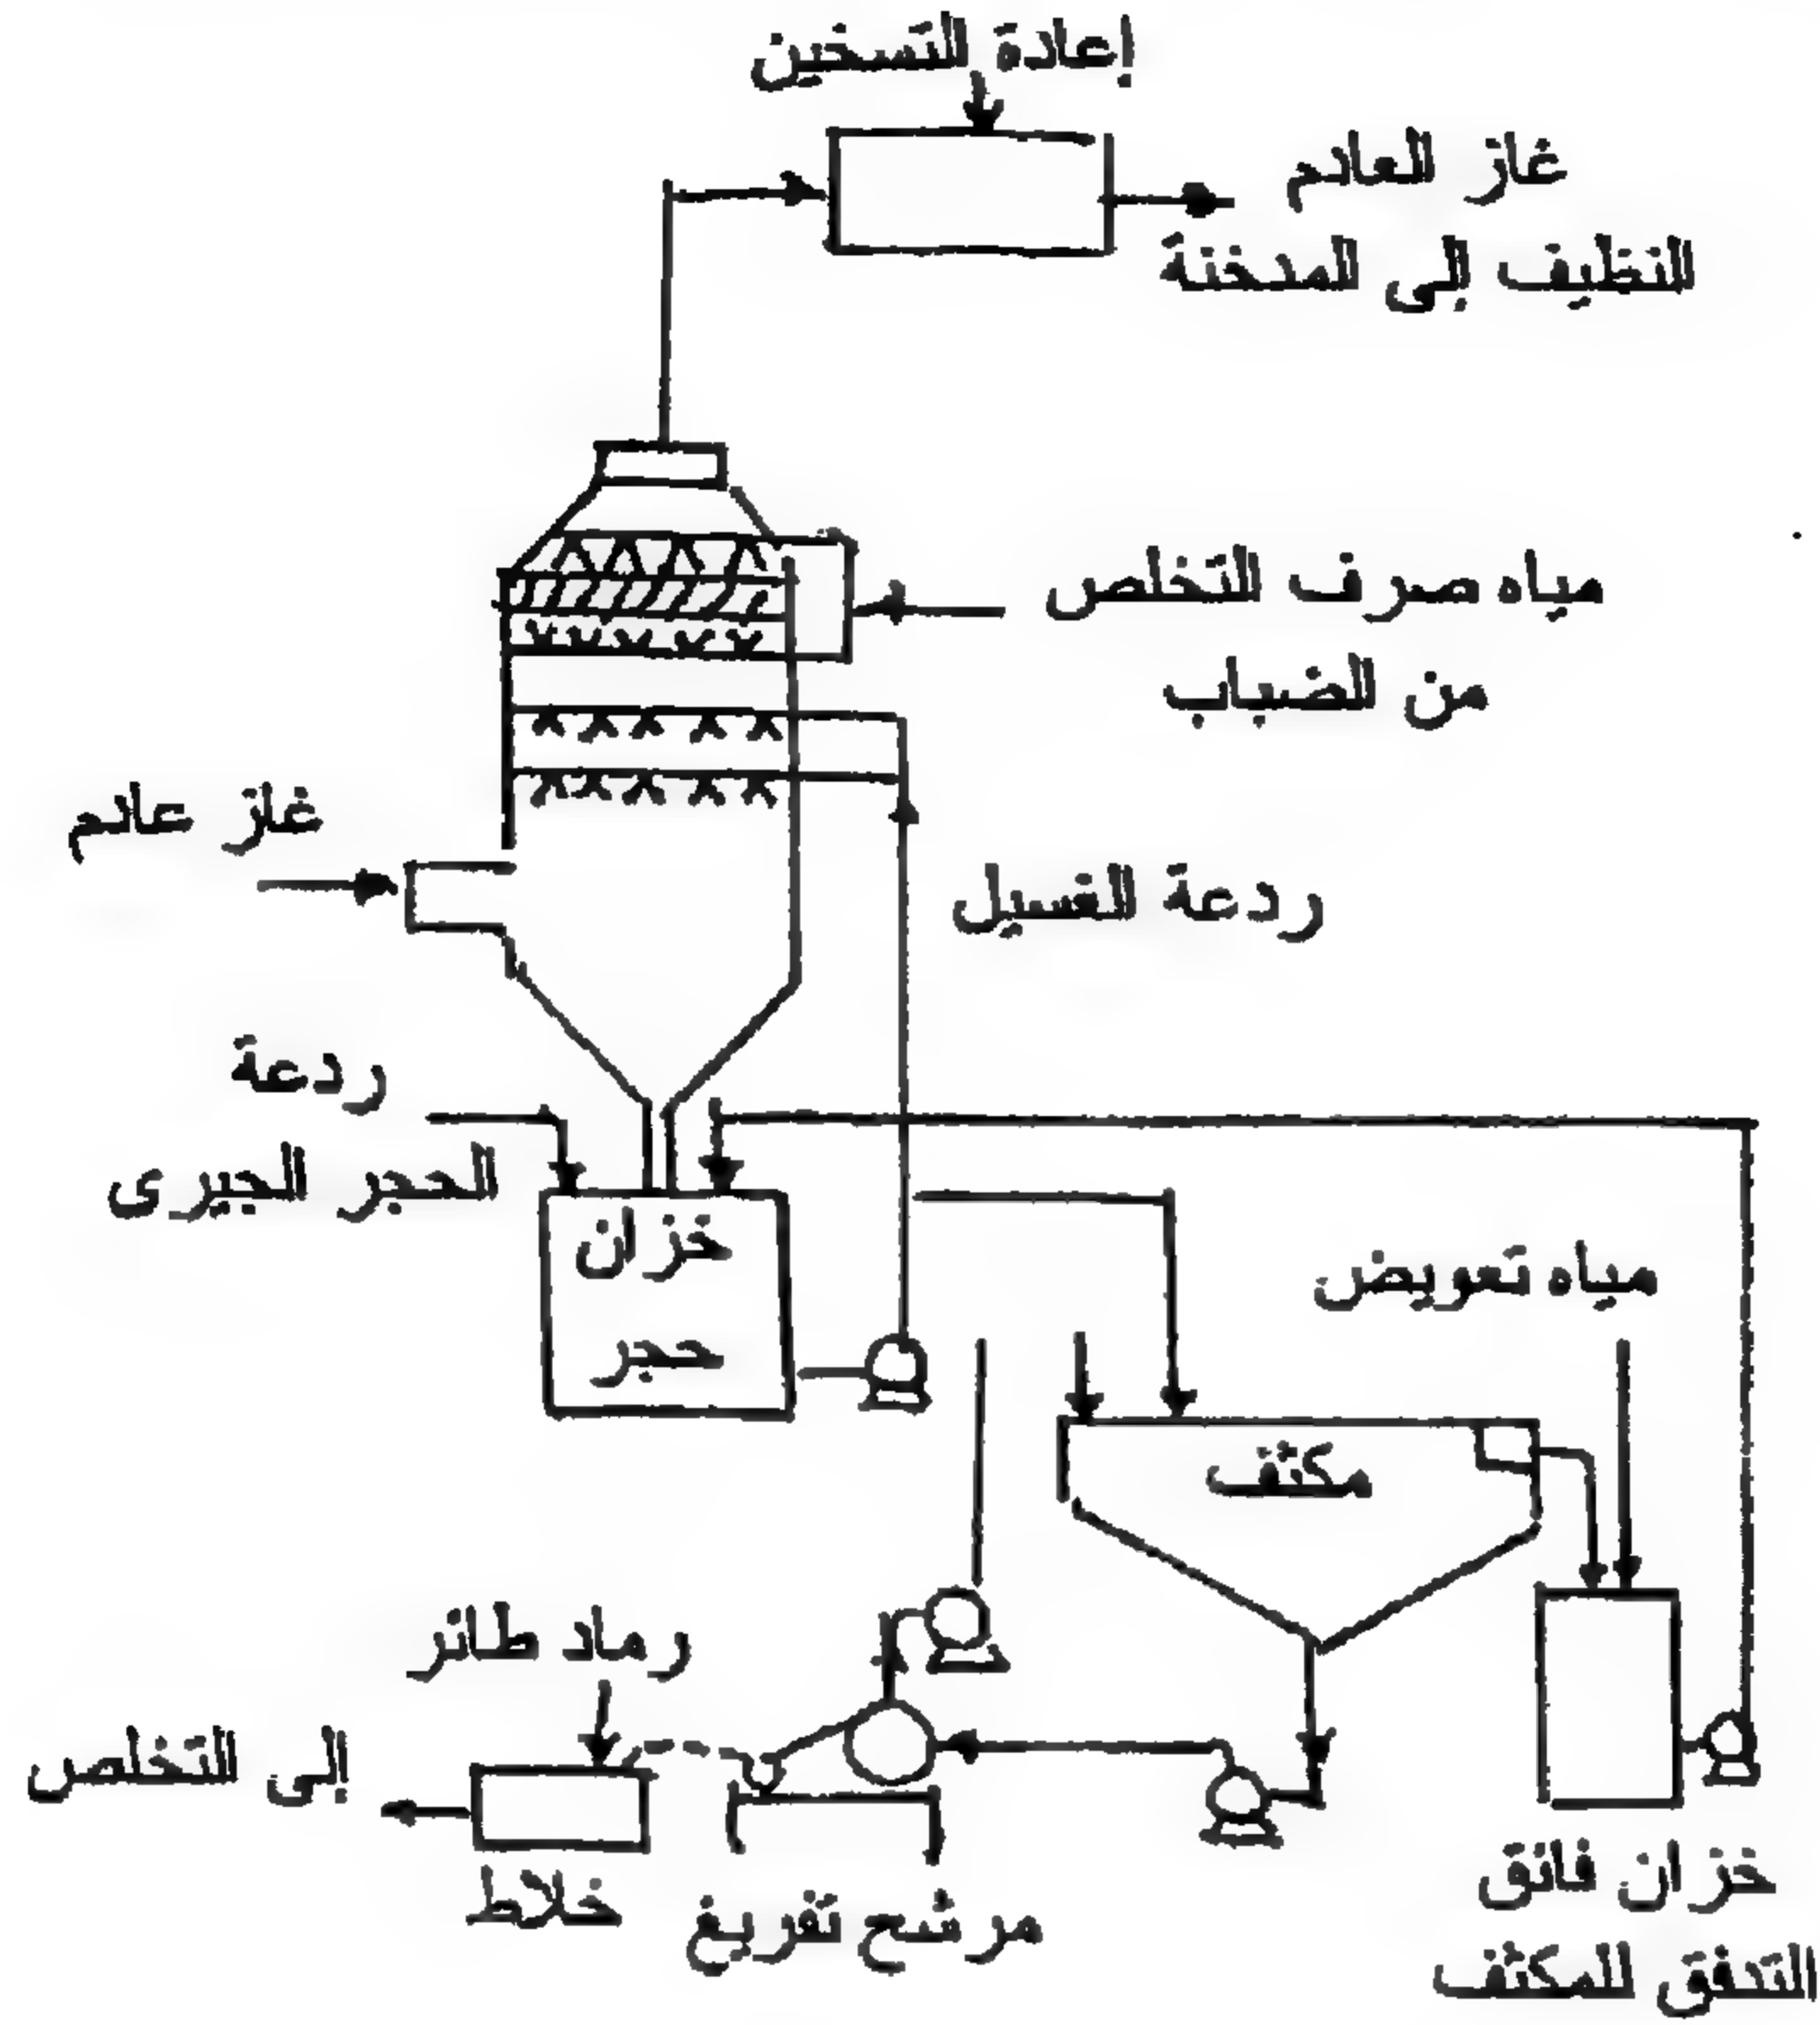 إعادة التسخين
غاز العادم
النظيف إلى المدخنة
مياه صرف للتخلص
من الضباب
غاز عادم
ردعة الغسيل
ردعة
الحجر الجيرى
خزان
حجر
مياه تعويض
مكثف
رماد طائر
إلى التخلص
خلاط
مرشح تفريغ
خزان فائق
التدفق للمكثف